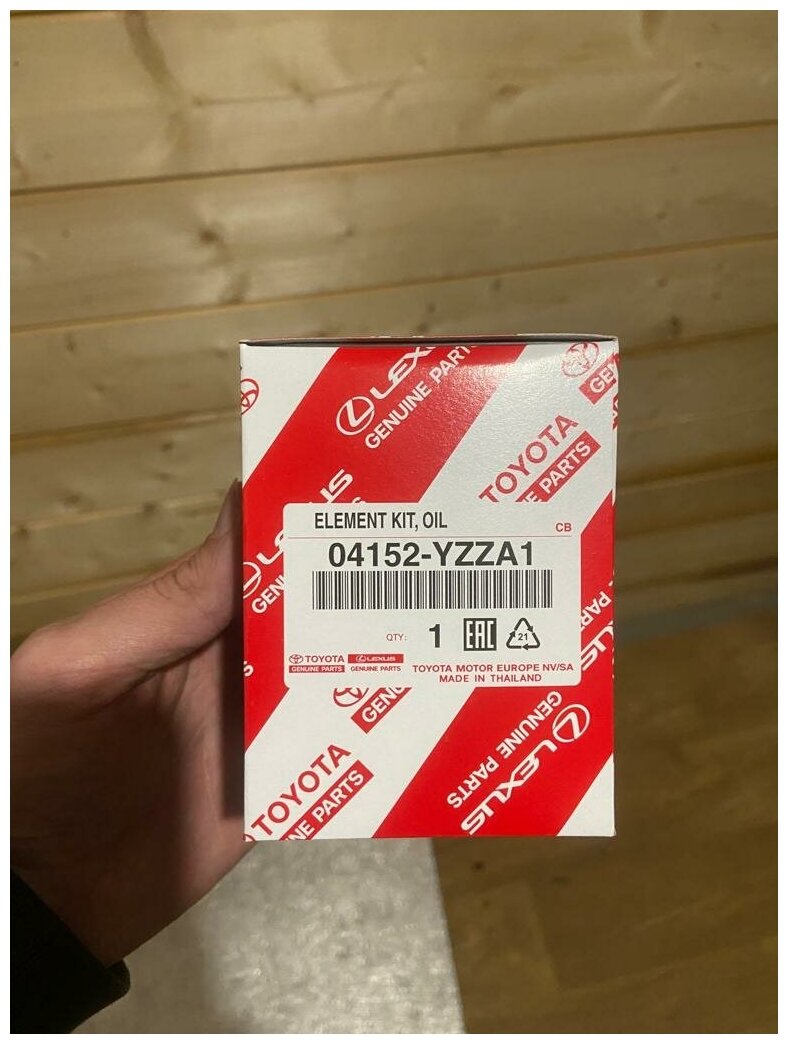 LEXUS
GENUINE PARTS
TOYOTA
GENUINE PARTS
LEXUS
ELEMENT KIT, OIL
CB
04152-YZZA1
QTY: 1 EAC 21
TOYOTA LEXUS
GENUINE PARTS GENUINE PARTS
TOYOTA MOTOR EUROPE NV/SA
MADE IN THAILAND
TOYOTA
GENUINE PARTS
LEXUS
GENUINE PARTS